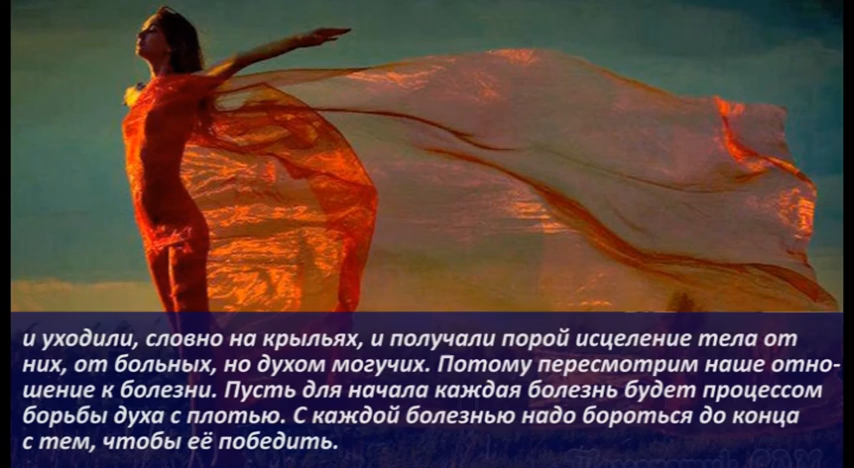 и уходили, словно на крыльях, и получали порой исцеление тела от
них, от больных, но духом могучих. Потому пересмотрим наше отно-
шение к болезни. Пусть для начала каждая болезнь будет процессом
борьбы духа с плотью. С каждой болезнью надо бороться до конца
с тем, чтобы её победить.